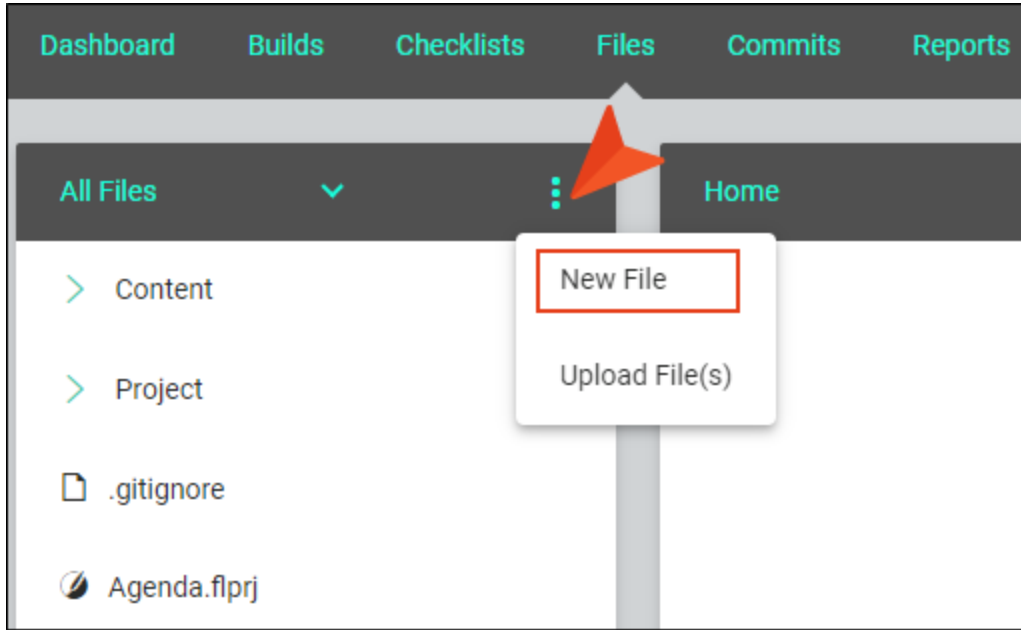 Dashboard Builds Checklists Files Commits Reports
All Files
Home
New File
Content
Upload File(s)
Project
.gitignore
Agenda.flprj